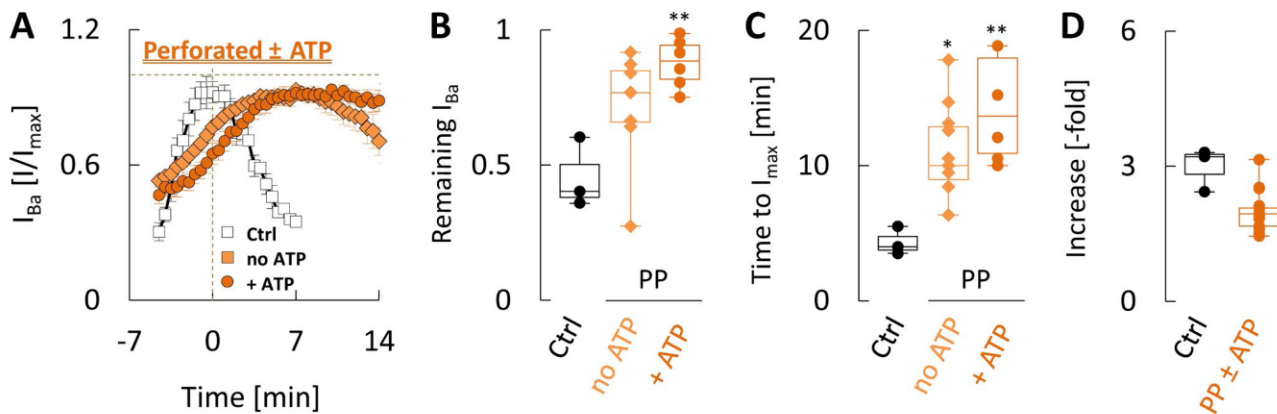 A
Perforated ± ATP
I_Ba [I/I_max]
1.2
0.6
0
-7
0
7
14
Time [min]
Ctrl
no ATP
+ ATP
B
Remaining I_Ba
1
0.5
0
**
PP
Ctrl
no ATP
+ ATP
C
Time to I_max [min]
20
10
0
*
**
PP
Ctrl
no ATP
+ ATP
D
Increase [-fold]
6
3
0
Ctrl
PP ± ATP